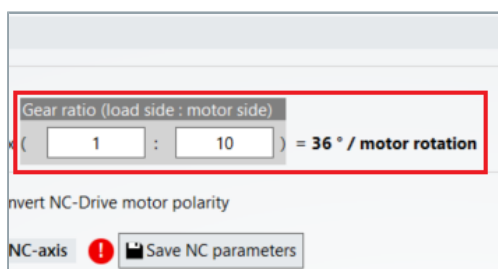 Gear ratio (load side : motor side)
( 1 : 10 ) = 36 ° / motor rotation
nvert NC-Drive motor polarity
NC-axis ! Save NC parameters